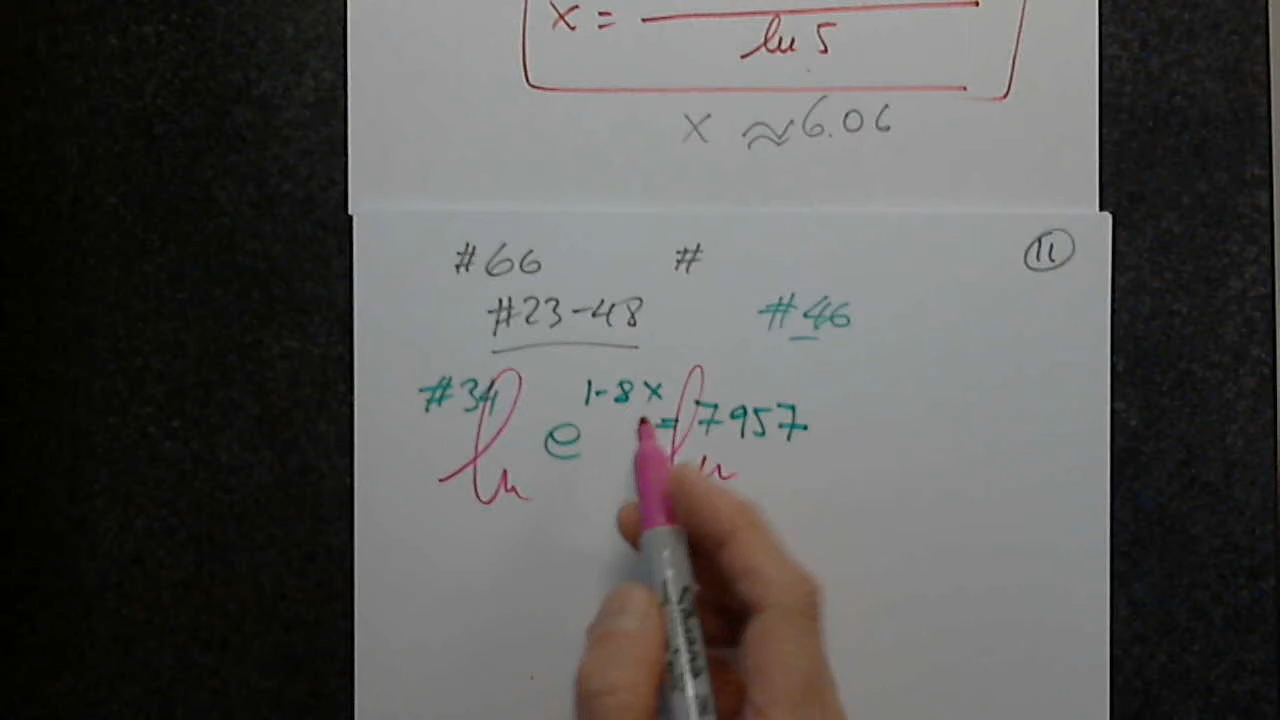 x =
ln 5
x ≈ 6.06
#66 # 11
#23-48 #46
#34 ln e^{1-8x} = ln 7957